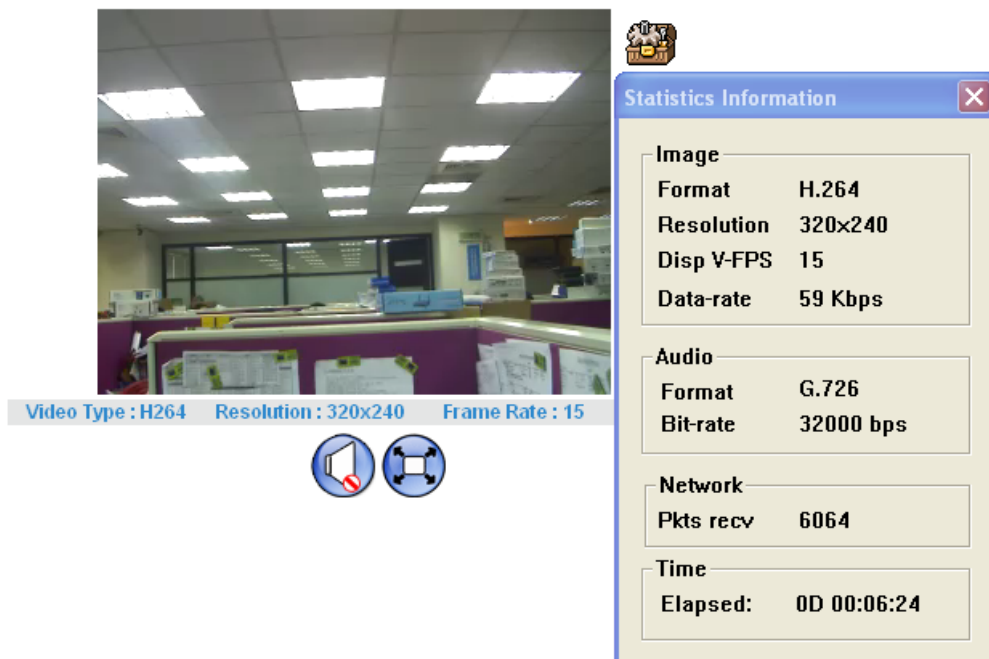 Statistics Information
Image
Format H.264
Resolution 320x240
Disp V-FPS 15
Data-rate 59 Kbps
Audio
Format G.726
Bit-rate 32000 bps
Video Type : H264 Resolution : 320x240 Frame Rate : 15
Network
Pkts recv 6064
Time
Elapsed: 0D 00:06:24